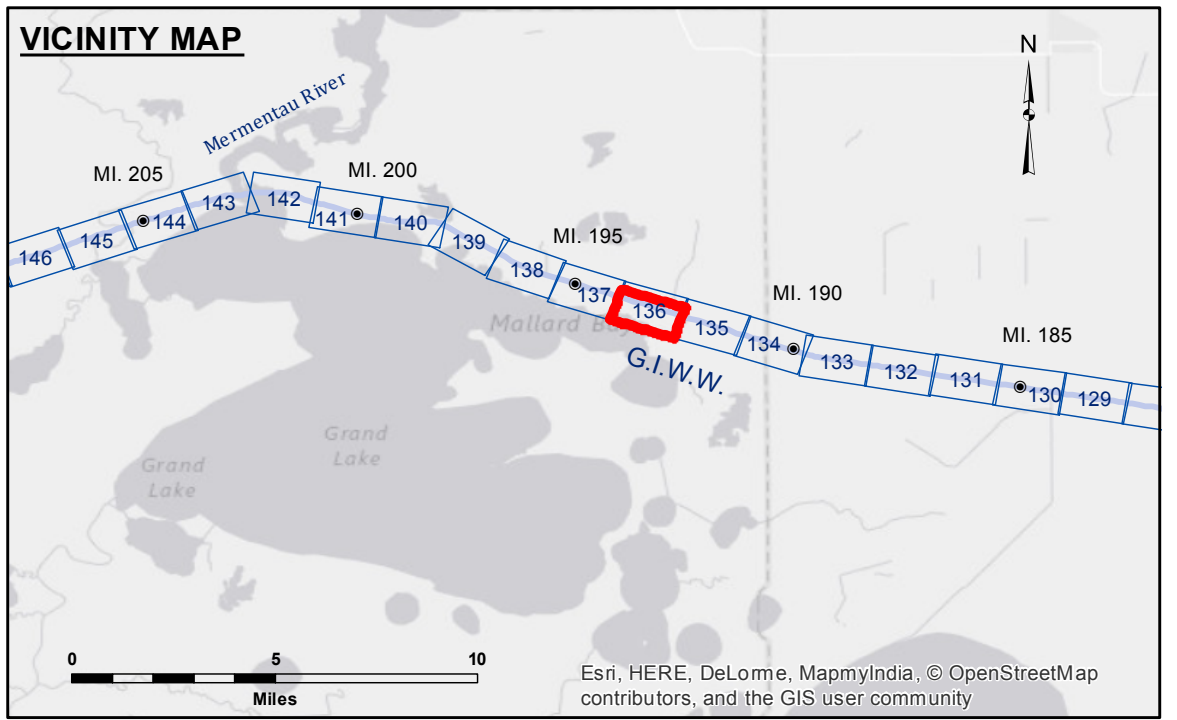 VICINITY MAP
N
Mermentau River
MI. 205
MI. 200
MI. 195
MI. 190
MI. 185
146
145
144
143
142
141
140
139
138
137
136
135
134
133
132
131
130
129
Mallard Bay
G.I.W.W.
Grand
Lake
Grand
Lake
0 5 10
Miles
Esri, HERE, DeLorme, MapmyIndia, © OpenStreetMap
contributors, and the GIS user community